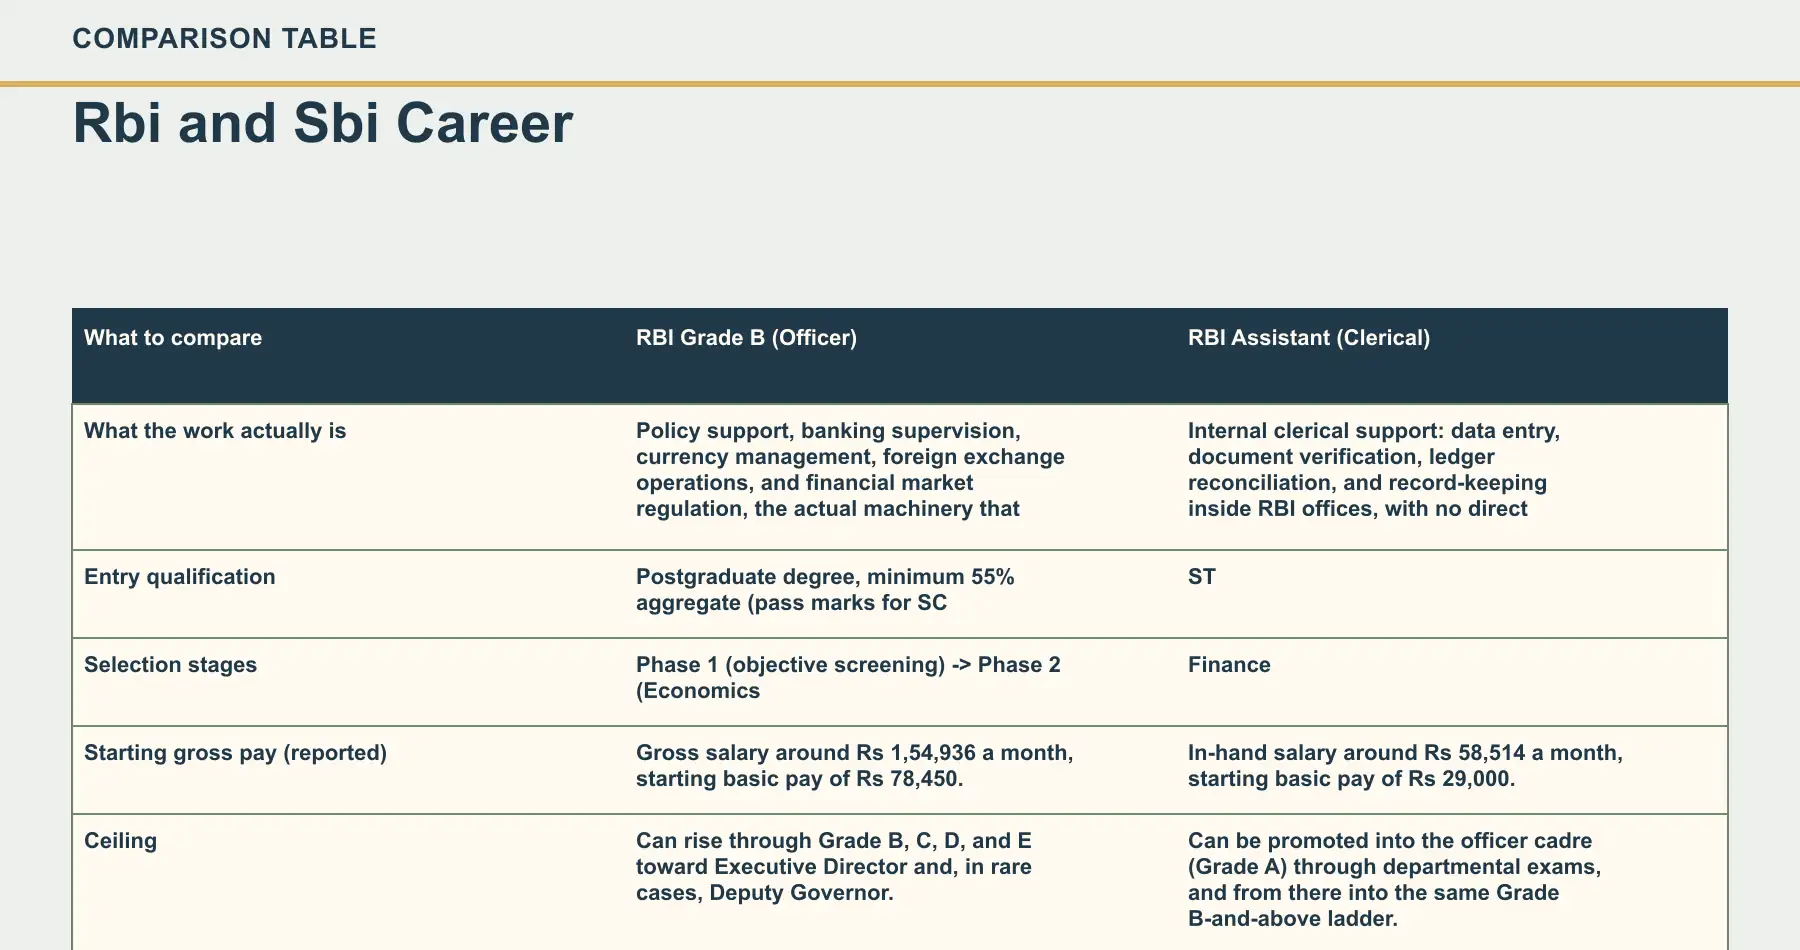 COMPARISON TABLE
Rbi and Sbi Career
What to compare
RBI Grade B (Officer)
RBI Assistant (Clerical)
What the work actually is
Policy support, banking supervision,
currency management, foreign exchange
operations, and financial market
regulation, the actual machinery that
Internal clerical support: data entry,
document verification, ledger
reconciliation, and record-keeping
inside RBI offices, with no direct
Entry qualification
Postgraduate degree, minimum 55%
aggregate (pass marks for SC
ST
Selection stages
Phase 1 (objective screening) -> Phase 2
(Economics
Finance
Starting gross pay (reported)
Gross salary around Rs 1,54,936 a month,
starting basic pay of Rs 78,450.
In-hand salary around Rs 58,514 a month,
starting basic pay of Rs 29,000.
Ceiling
Can rise through Grade B, C, D, and E
toward Executive Director and, in rare
cases, Deputy Governor.
Can be promoted into the officer cadre
(Grade A) through departmental exams,
and from there into the same Grade
B-and-above ladder.